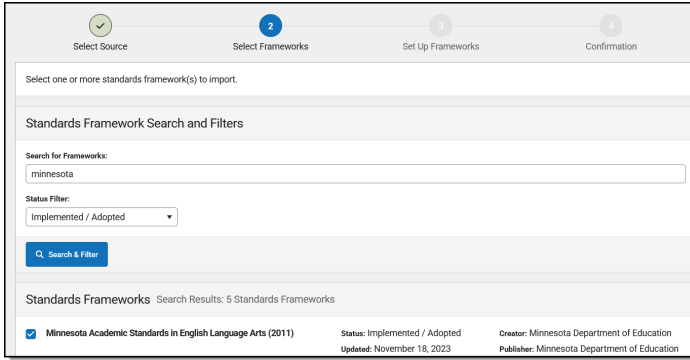 2
3
4
Select Source
Select Frameworks
Set Up Frameworks
Confirmation
Select one or more standards framework(s) to import.
Standards Framework Search and Filters
Search for Frameworks:
minnesota
Status Filter:
Implemented / Adopted
Search & Filter
Standards Frameworks Search Results: 5 Standards Frameworks
Minnesota Academic Standards in English Language Arts (2011) Status: Implemented / Adopted Creator: Minnesota Department of Education
Updated: November 18, 2023 Publisher: Minnesota Department of Education